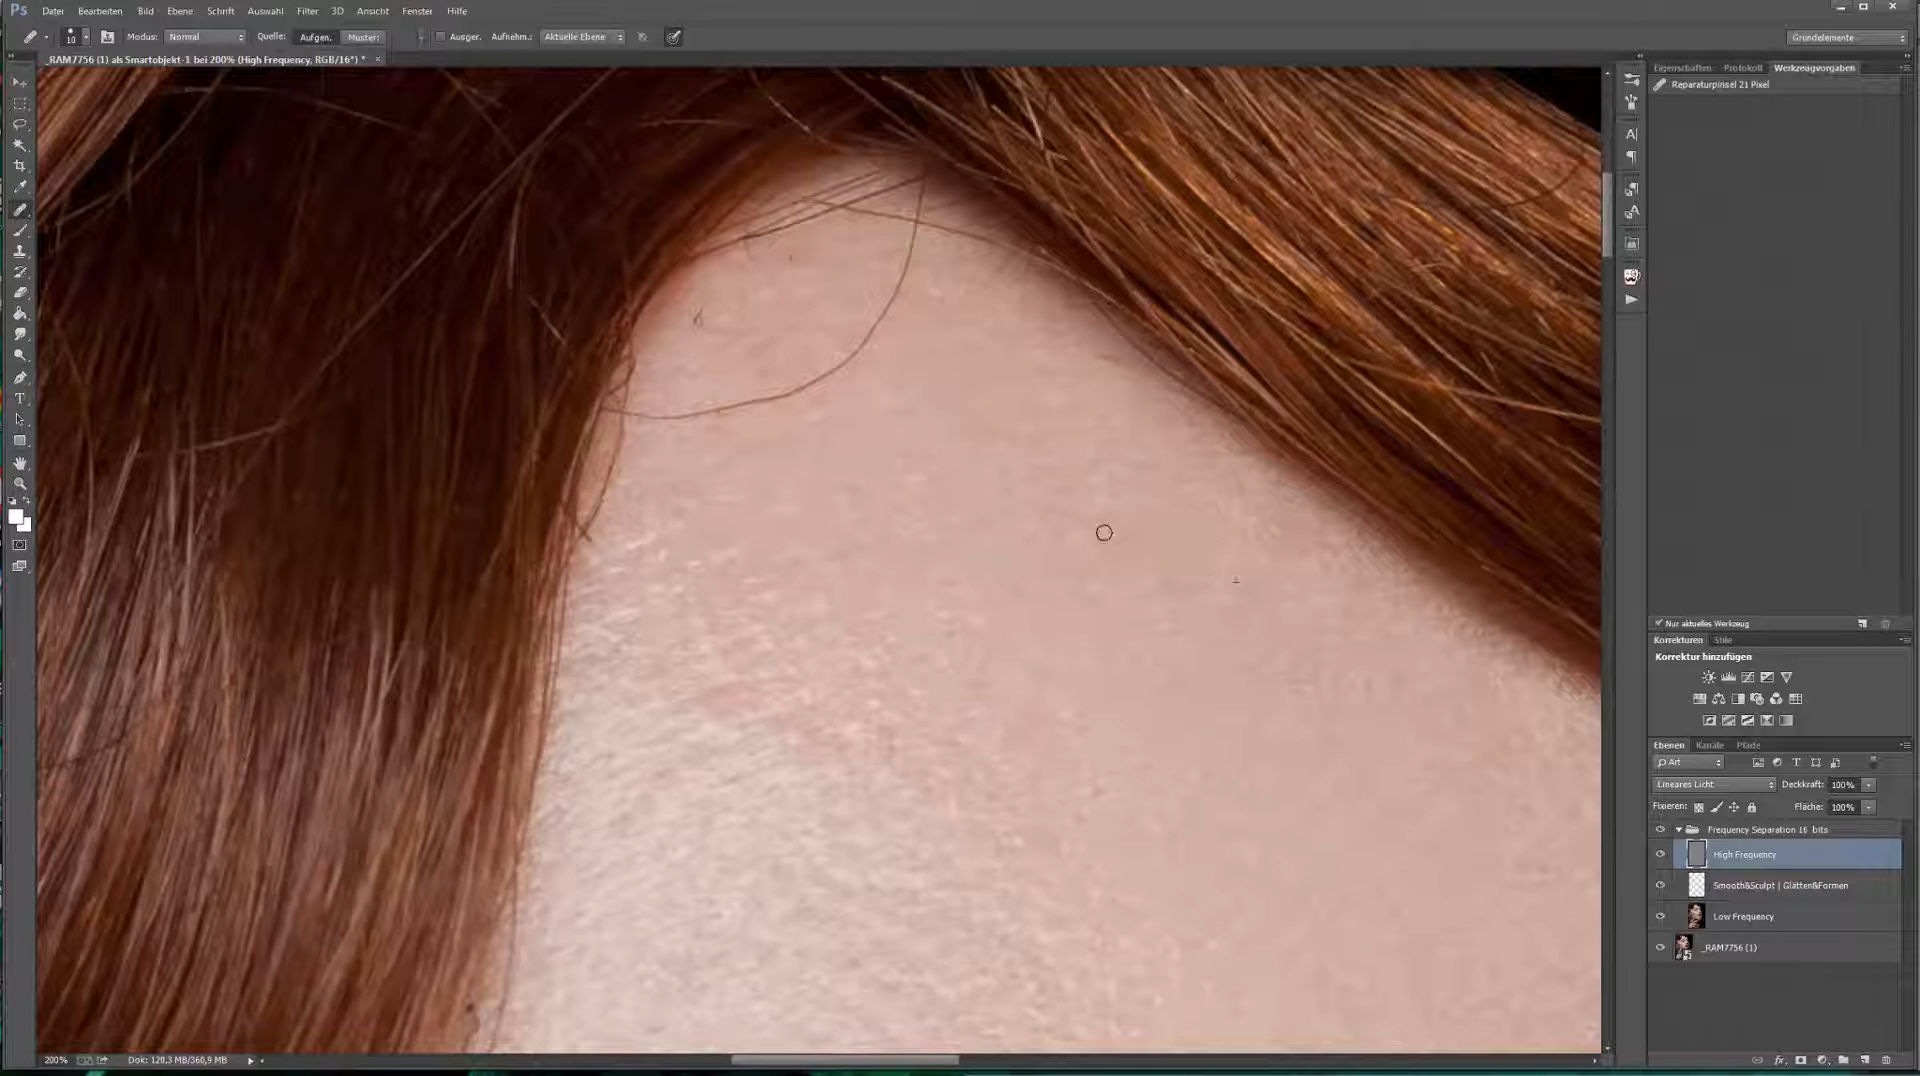 Ps Datei Bearbeiten Bild Ebene Schrift Auswahl Filter 3D Ansicht Fenster Hilfe
10 Modus: Normal Quelle: Aufgen. Muster: Ausger. Aufnehm.: Aktuelle Ebene Grundelemente
_RAM7756 (1) als Smartobjekt-1 bei 200% (High Frequency, RGB/16*) * ×
Eigenschaften Protokoll Werkzeugvorgaben
Reparaturpinsel 21 Pixel
Nur aktuelles Werkzeug
Korrekturen Stile
Korrektur hinzufügen
Ebenen Kanäle Pfade
Art
Lineares Licht Deckkraft: 100%
Fixieren: Fläche: 100%
Frequency Separation 16 bits
High Frequency
Smooth&Sculpt | Glätten&Formen
Low Frequency
_RAM7756 (1)
200% Dok: 120,3 MB/360,9 MB